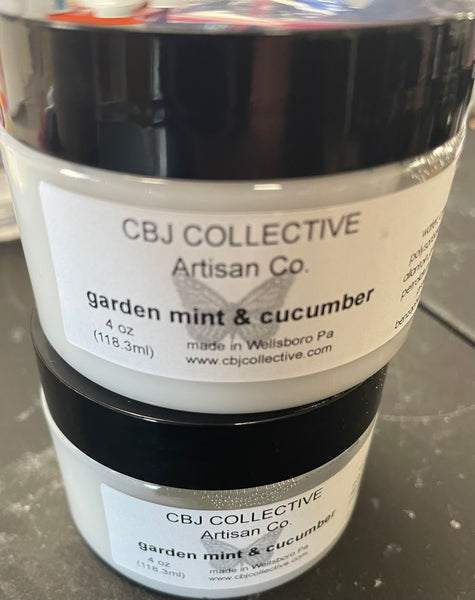 CBJ COLLECTIVE
Artisan Co.
garden mint & cucumber
4 oz
(118.3ml)
made in Wellsboro Pa
www.cbjcollective.com
CBJ COLLECTIVE
Artisan Co.
garden mint & cucumber
4 oz
(118.3ml)
made in Wellsboro Pa
www.cbjcollective.com